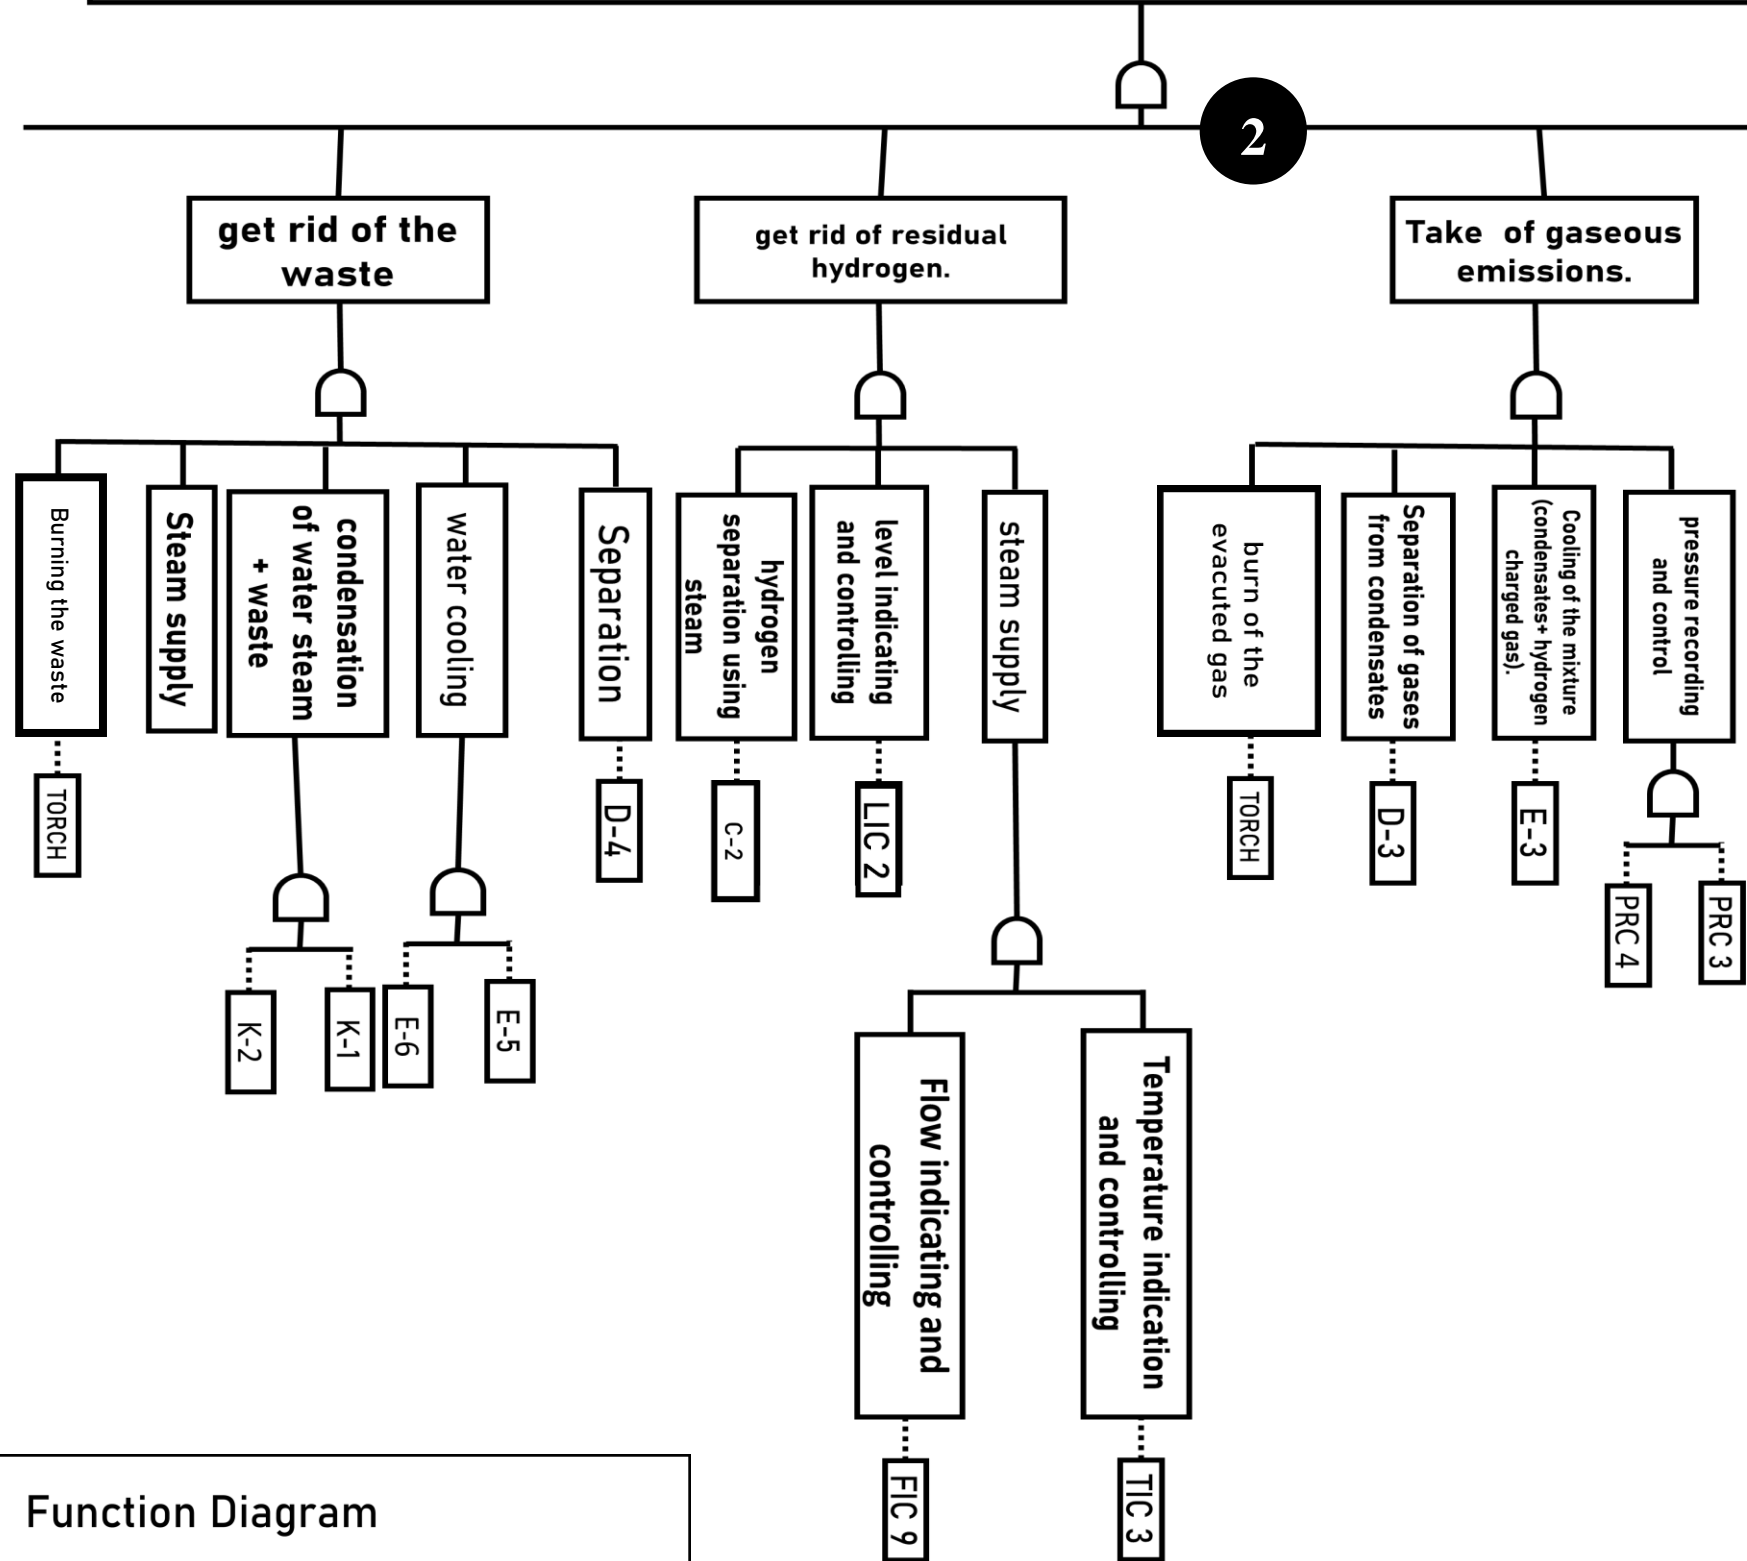 2
get rid of the
waste
get rid of residual
hydrogen.
Take of gaseous
emissions.
Burning the waste
Steam supply
condensation
of water steam
+ waste
water cooling
Separation
hydrogen
separation using
steam
level indicating
and controlling
steam supply
burn of the
evacuted gas
Separation of gases
from condensates
Cooling of the mixture
(condensates+ hydrogen
charged gas).
pressure recording
and control
TORCH
D-4
C-2
LIC 2
TORCH
D-3
E-3
PRC 4
PRC 3
K-2
K-1
E-6
E-5
Flow indicating and
controlling
Temperature indication
and controlling
FIC 9
TIC 3
Function Diagram